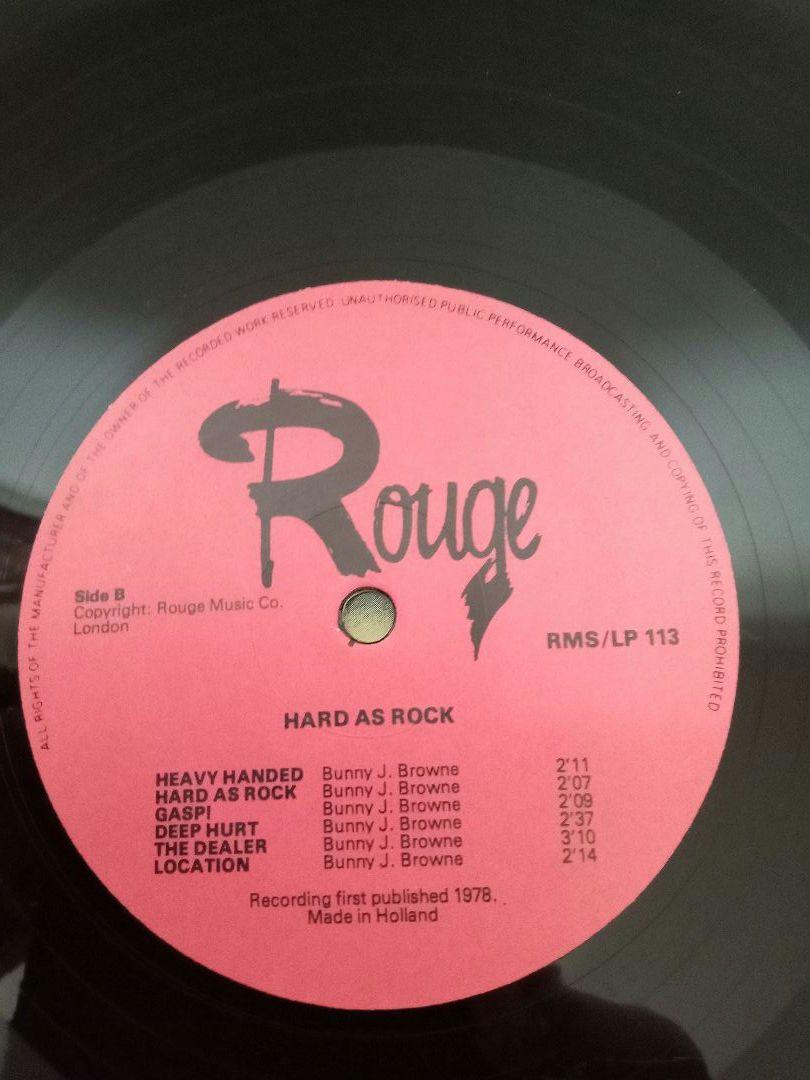 ALL RIGHTS OF THE MANUFACTURER AND OF THE OWNER OF THE RECORDED WORK RESERVED UNAUTHORISED PUBLIC PERFORMANCE BROADCASTING AND COPYING OF THIS RECORD PROHIBITED
Rouge
Side B
Copyright: Rouge Music Co.
London
RMS/LP 113
HARD AS ROCK
HEAVY HANDED Bunny J. Browne 2'11
HARD AS ROCK Bunny J. Browne 2'07
GASPI Bunny J. Browne 2'09
DEEP HURT Bunny J. Browne 2'37
THE DEALER Bunny J. Browne 3'10
LOCATION Bunny J. Browne 2'14
Recording first published 1978.
Made in Holland